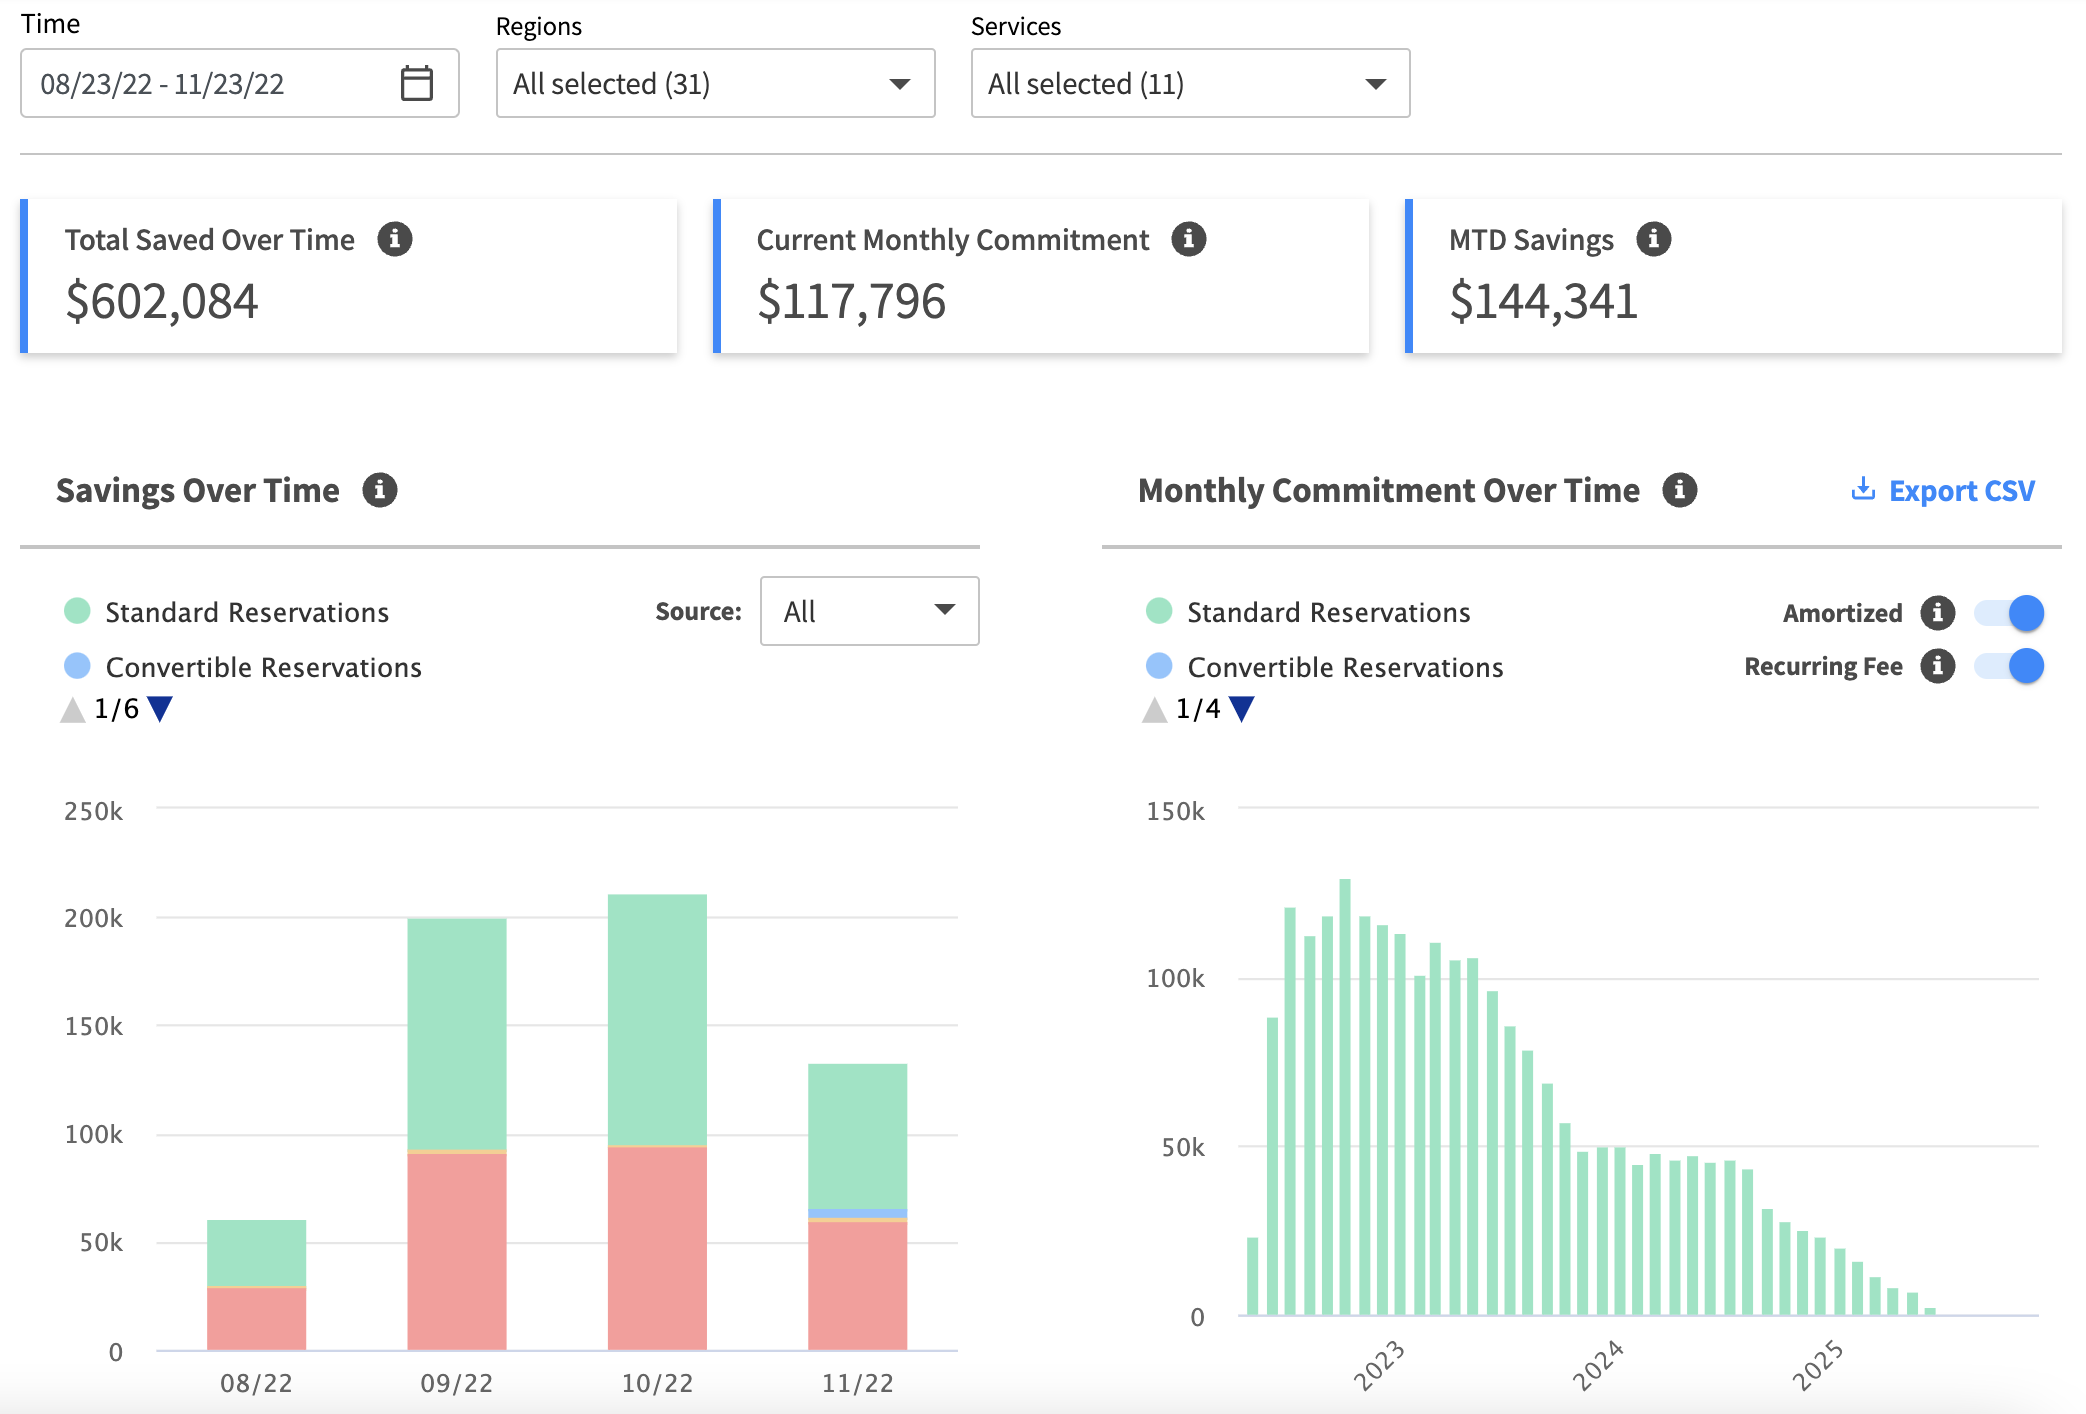 Time
Regions
Services
08/23/22 - 11/23/22
All selected (31)
All selected (11)
Total Saved Over Time
$602,084
Current Monthly Commitment
$117,796
MTD Savings
$144,341
Savings Over Time
Standard Reservations
Convertible Reservations
1/6
Source:
All
250k
200k
150k
100k
50k
0
08/22
09/22
10/22
11/22
Monthly Commitment Over Time
Export CSV
Standard Reservations
Convertible Reservations
1/4
Amortized
Recurring Fee
150k
100k
50k
0
2023
2024
2025